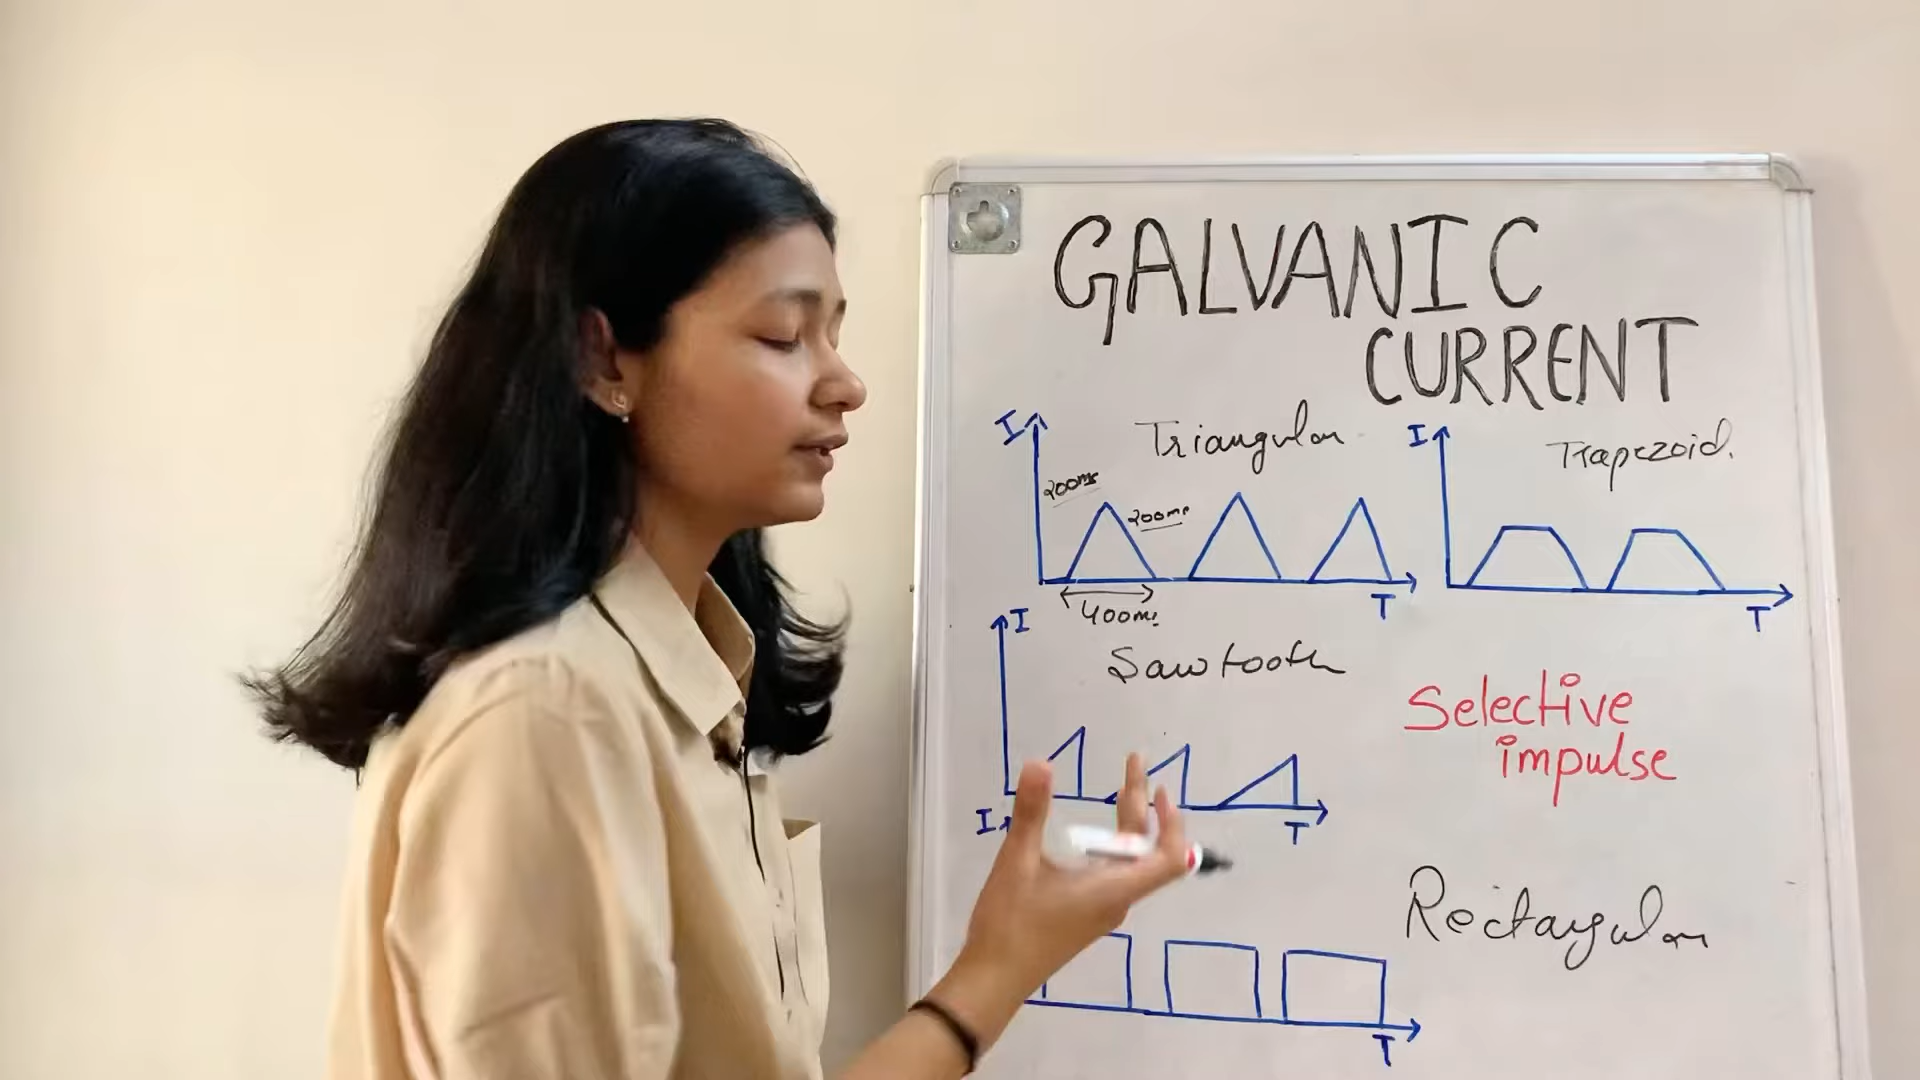 GALVANIC
CURRENT
I
Triangular
200ms
200ms
400ms
T
I
Trapezoid.
T
I
Sawtooth
T
Selective
impulse
I
Rectangular
T